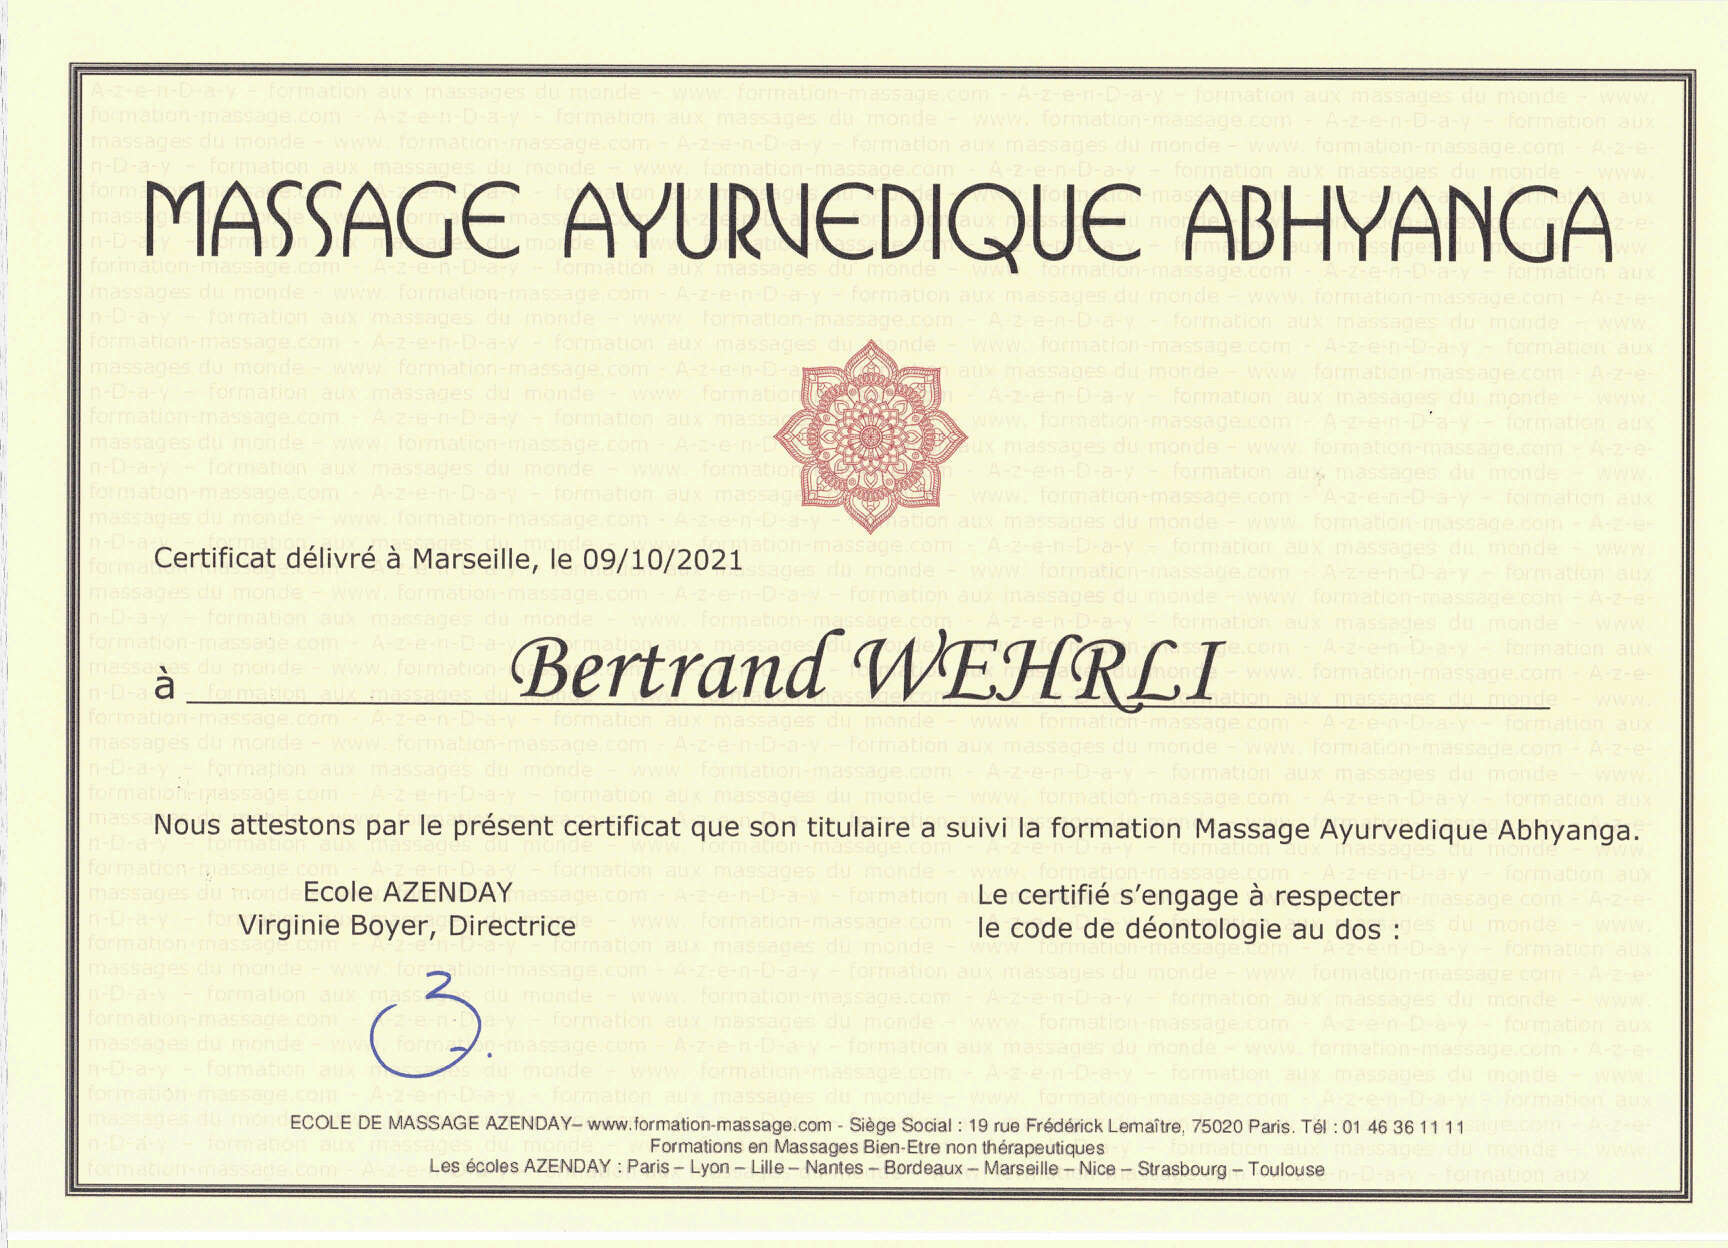 MASSAGE AYURVEDIQUE ABHYANGA
Certificat délivré à Marseille, le 09/10/2021
à Bertrand WEHRLI
Nous attestons par le présent certificat que son titulaire a suivi la formation Massage Ayurvedique Abhyanga.
Ecole AZENDAY
Virginie Boyer, Directrice
Le certifié s’engage à respecter
le code de déontologie au dos :
ECOLE DE MASSAGE AZENDAY– www.formation-massage.com - Siège Social : 19 rue Frédérick Lemaître, 75020 Paris. Tél : 01 46 36 11 11
Formations en Massages Bien-Etre non thérapeutiques
Les écoles AZENDAY : Paris – Lyon – Lille – Nantes – Bordeaux – Marseille – Nice – Strasbourg – Toulouse